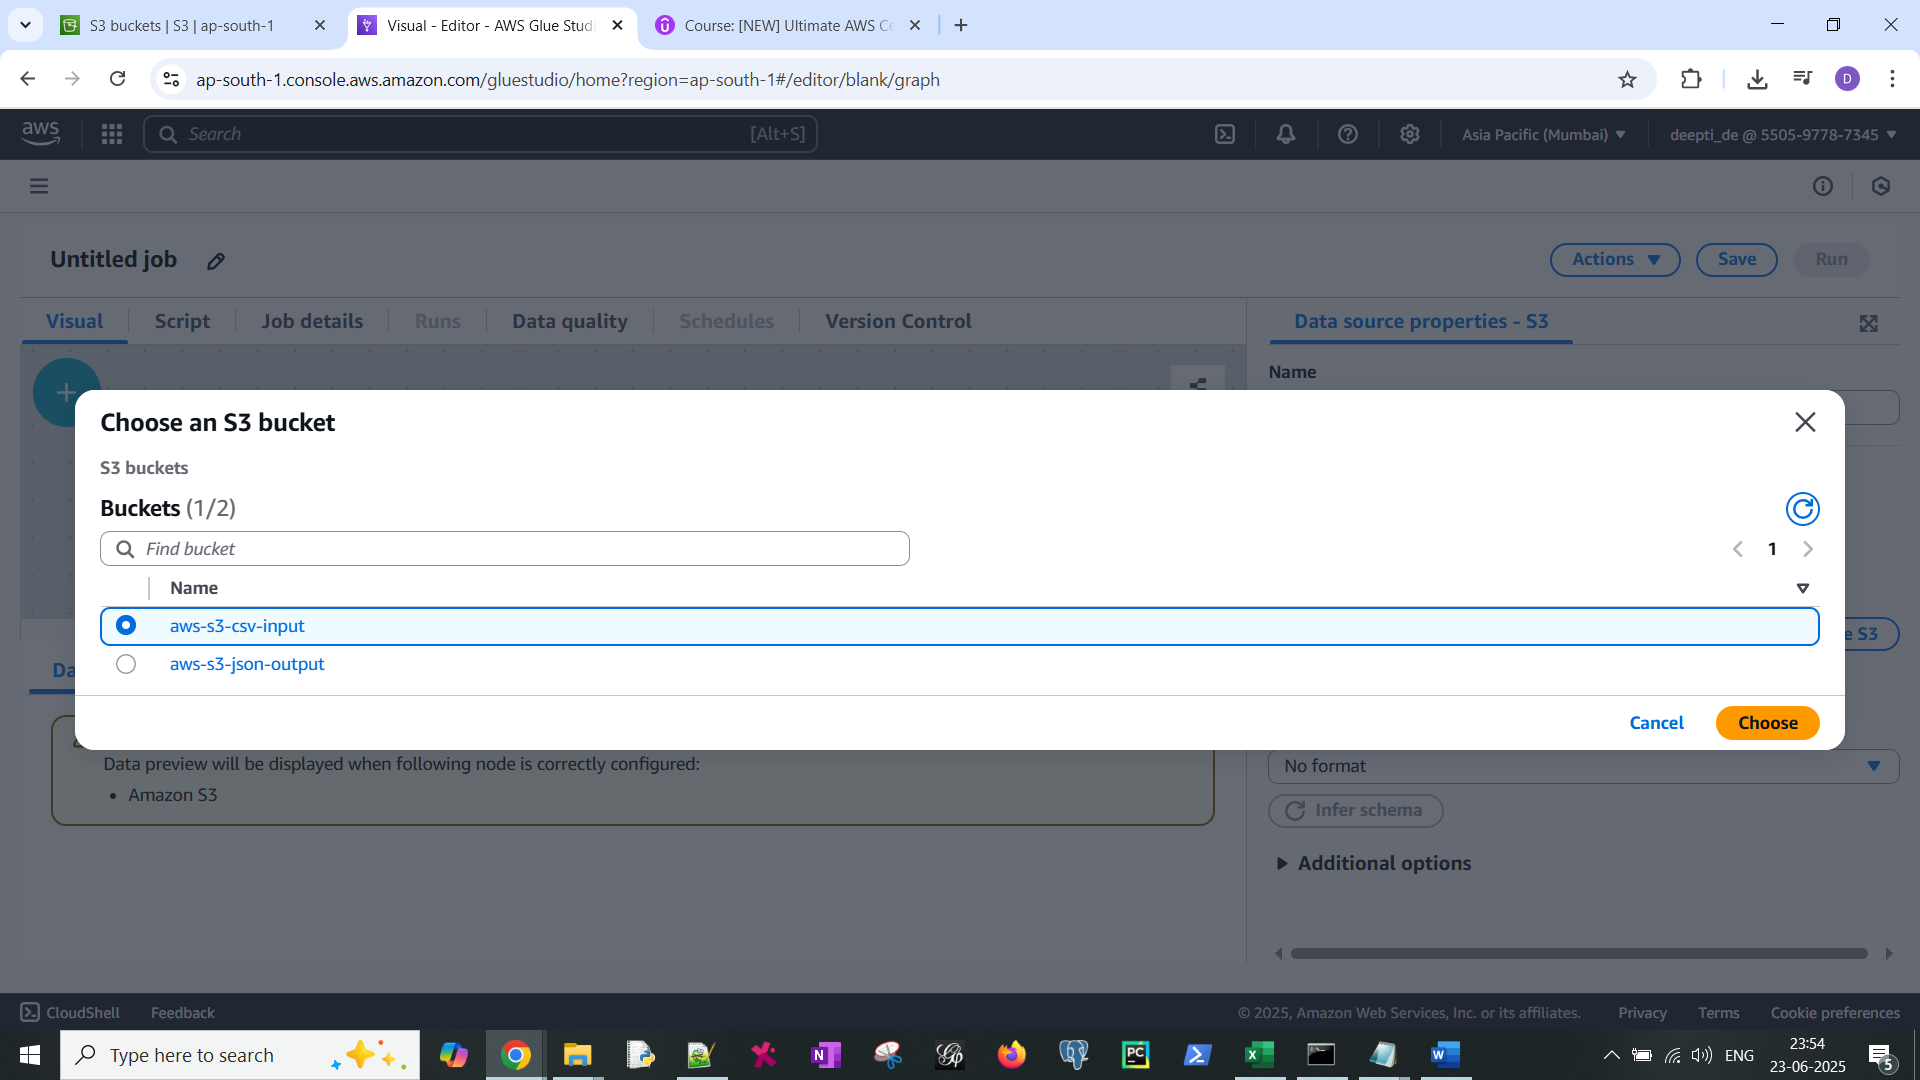 S3 buckets | S3 | ap-south-1
Visual - Editor - AWS Glue Studi
Course: [NEW] Ultimate AWS Ce
ap-south-1.console.aws.amazon.com/gluestudio/home?region=ap-south-1#/editor/blank/graph
D
aws
Search
[Alt+S]
Asia Pacific (Mumbai)
deepti_de @ 5505-9778-7345
Untitled job
Actions
Save
Run
Visual
Script
Job details
Runs
Data quality
Schedules
Version Control
Data source properties - S3
Name
Choose an S3 bucket
S3 buckets
Buckets (1/2)
Find bucket
1
Name
aws-s3-csv-input
aws-s3-json-output
Cancel
Choose
e S3
Da
Data preview will be displayed when following node is correctly configured:
• Amazon S3
No format
Infer schema
Additional options
CloudShell
Feedback
© 2025, Amazon Web Services, Inc. or its affiliates.
Privacy
Terms
Cookie preferences
Type here to search
ENG
23:54
23-06-2025
5